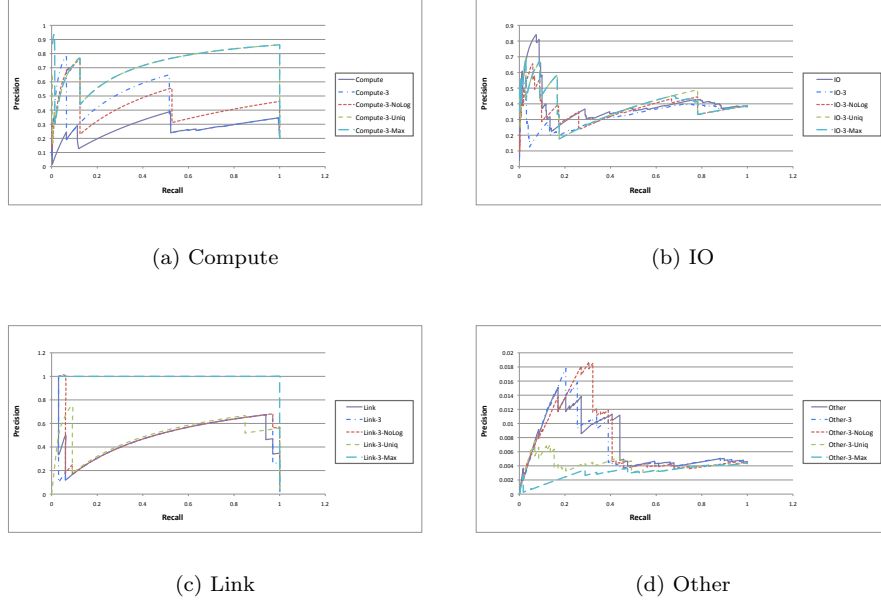 1
0.9
0.8
0.7
0.6
0.5
0.4
0.3
0.2
0.1
0
Precision
0 0.2 0.4 0.6 0.8 1 1.2
Recall
Compute
Compute-3
Compute-3-NoLog
Compute-3-Uniq
Compute-3-Max
(a) Compute
0.9
0.8
0.7
0.6
0.5
0.4
0.3
0.2
0.1
0
Precision
0 0.2 0.4 0.6 0.8 1 1.2
Recall
IO
IO-3
IO-3-NoLog
IO-3-Uniq
IO-3-Max
(b) IO
1.2
1
0.8
0.6
0.4
0.2
0
Precision
0 0.2 0.4 0.6 0.8 1 1.2
Recall
Link
Link-3
Link-3-NoLog
Link-3-Uniq
Link-3-Max
(c) Link
0.02
0.018
0.016
0.014
0.012
0.01
0.008
0.006
0.004
0.002
0
Precision
0 0.2 0.4 0.6 0.8 1 1.2
Recall
Other
Other-3
Other-3-NoLog
Other-3-Uniq
Other-3-Max
(d) Other